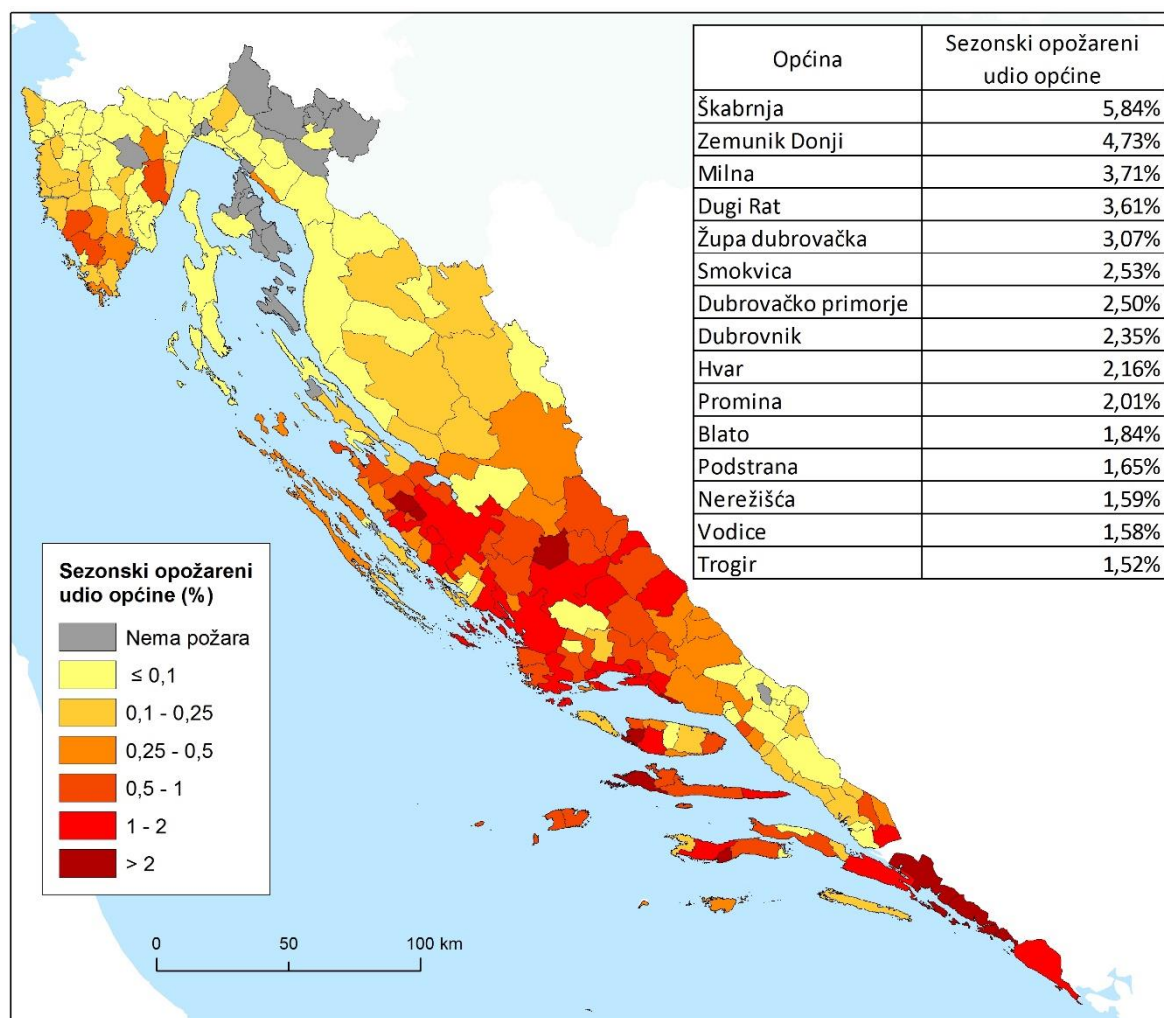 Općina Sezonski opožareni udio općine
Škabrnja 5,84%
Zemunik Donji 4,73%
Milna 3,71%
Dugi Rat 3,61%
Župa dubrovačka 3,07%
Smokvica 2,53%
Dubrovačko primorje 2,50%
Dubrovnik 2,35%
Hvar 2,16%
Promina 2,01%
Blato 1,84%
Podstrana 1,65%
Nerežišća 1,59%
Vodice 1,58%
Trogir 1,52%
Sezonski opožareni
udio općine (%)
Nema požara
≤ 0,1
0,1 - 0,25
0,25 - 0,5
0,5 - 1
1 - 2
> 2
0 50 100 km